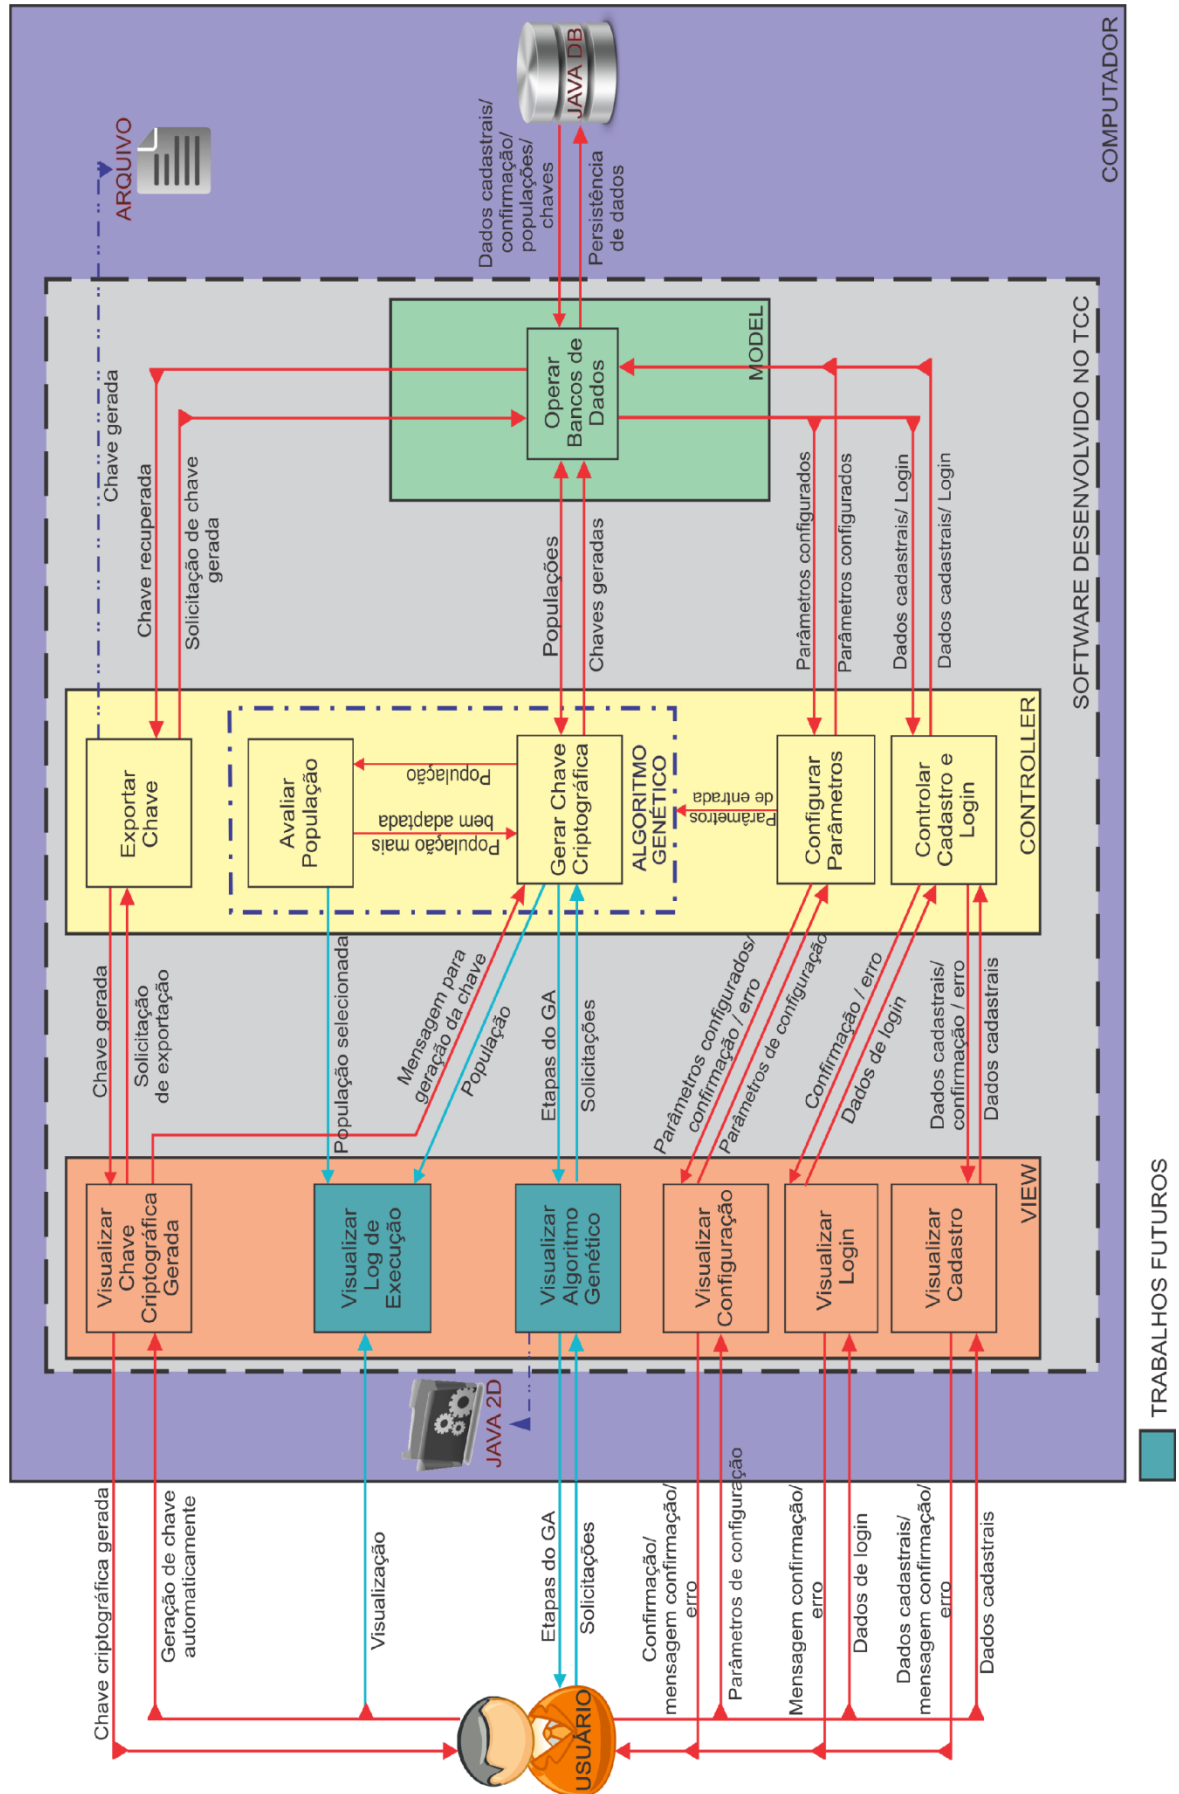 COMPUTADOR
ARQUIVO
JAVA DB
Dados cadastrais/
confirmação/
populações/
chaves
Persistência
de dados
SOFTWARE DESENVOLVIDO NO TCC
Chave gerada
MODEL
Operar
Bancos de
Dados
Chave recuperada
Solicitação de chave
gerada
Populações
Chaves geradas
Parâmetros configurados
Parâmetros configurados
Dados cadastrais/ Login
Dados cadastrais/ Login
CONTROLLER
Exportar
Chave
Avaliar
População
População
População mais
bem adaptada
Gerar Chave
Criptográfica
ALGORITMO
GENÉTICO
Parâmetros
de entrada
Configurar
Parâmetros
Controlar
Cadastro e
Login
Chave gerada
Solicitação
de exportação
População selecionada
Mensagem para
geração da chave
População
Etapas do GA
Solicitações
Parâmetros configurados/
confirmação / erro
Parâmetros de configuração
Confirmação / erro
Dados de login
Dados cadastrais/
confirmação / erro
Dados cadastrais
VIEW
Visualizar
Chave
Criptográfica
Gerada
Visualizar
Log de
Execução
Visualizar
Algoritmo
Genético
Visualizar
Configuração
Visualizar
Login
Visualizar
Cadastro
JAVA 2D
Chave criptográfica gerada
Geração de chave
automaticamente
Visualização
Etapas do GA
Solicitações
Confirmação/
mensagem confirmação/
erro
Parâmetros de configuração
Mensagem confirmação/
erro
Dados de login
Dados cadastrais/
mensagem confirmação/
erro
Dados cadastrais
USUÁRIO
TRABALHOS FUTUROS